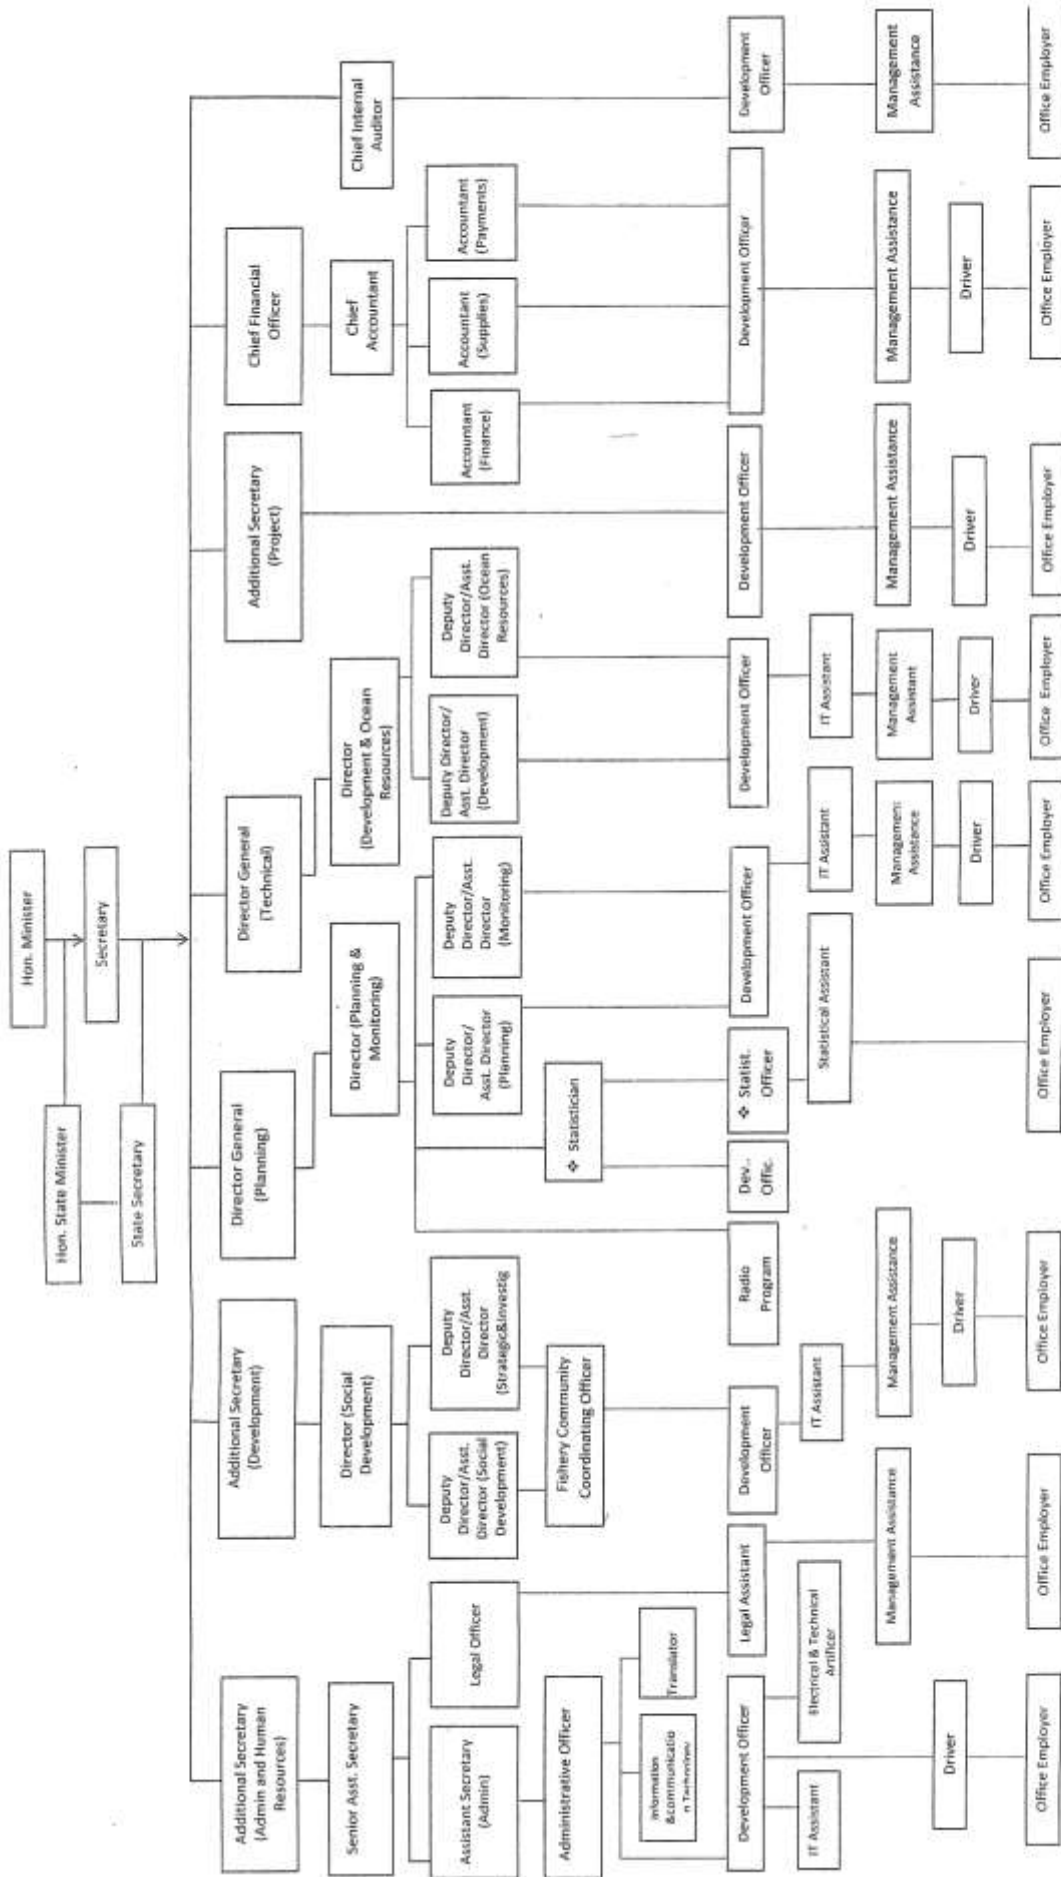 Hon. Minister
Hon. State Minister
Secretary
State Secretary
Additional Secretary
(Admin and Human
Resources)
Additional Secretary
(Development)
Director General
(Planning)
Director General
(Technical)
Additional Secretary
(Project)
Chief Financial
Officer
Senior Asst. Secretary
Director (Social
Development)
Director (Planning &
Monitoring)
Director
(Development & Ocean
Resources)
Chief
Accountant
Chief Internal
Auditor
Assistant Secretary
(Admin)
Legal Officer
Deputy
Director/Asst.
Director (Social
Development)
Deputy
Director/Asst.
Director
(Strategic&Investig
Deputy
Director/
Asst. Director
(Planning)
Deputy
Director/Asst.
Director
(Monitoring)
Deputy Director/
Asst. Director
(Development)
Deputy
Director/Asst.
Director (Ocean
Resources)
Accountant
(Finance)
Accountant
(Supplies)
Accountant
(Payments)
Administrative Officer
Fishery Community
Coordinating Officer
❖ Statistician
Information
&communicatio
Translator
Development Officer
Legal Assistant
Development
Officer
Radio
Program
Dev..
Offic.
❖ Statist.
Officer
Development Officer
Development Officer
Development Officer
Development Officer
Development
Officer
IT Assistant
Electrical & Technical
Artificer
IT Assistant
Statistical Assistant
IT Assistant
IT Assistant
Management Assistance
Management Assistance
Management
Assistance
Management
Assistant
Management Assistance
Management Assistance
Management
Assistance
Driver
Driver
Driver
Driver
Driver
Driver
Office Employer
Office Employer
Office Employer
Office Employer
Office Employer
Office Employer
Office Employer
Office Employer
Office Employer